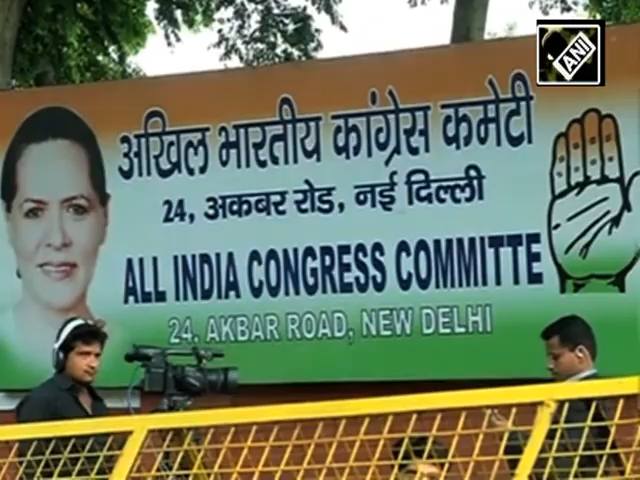 ANI
अखिल भारतीय कांग्रेस कमेटी
24, अकबर रोड, नई दिल्ली
ALL INDIA CONGRESS COMMITTE
24. AKBAR ROAD, NEW DELHI